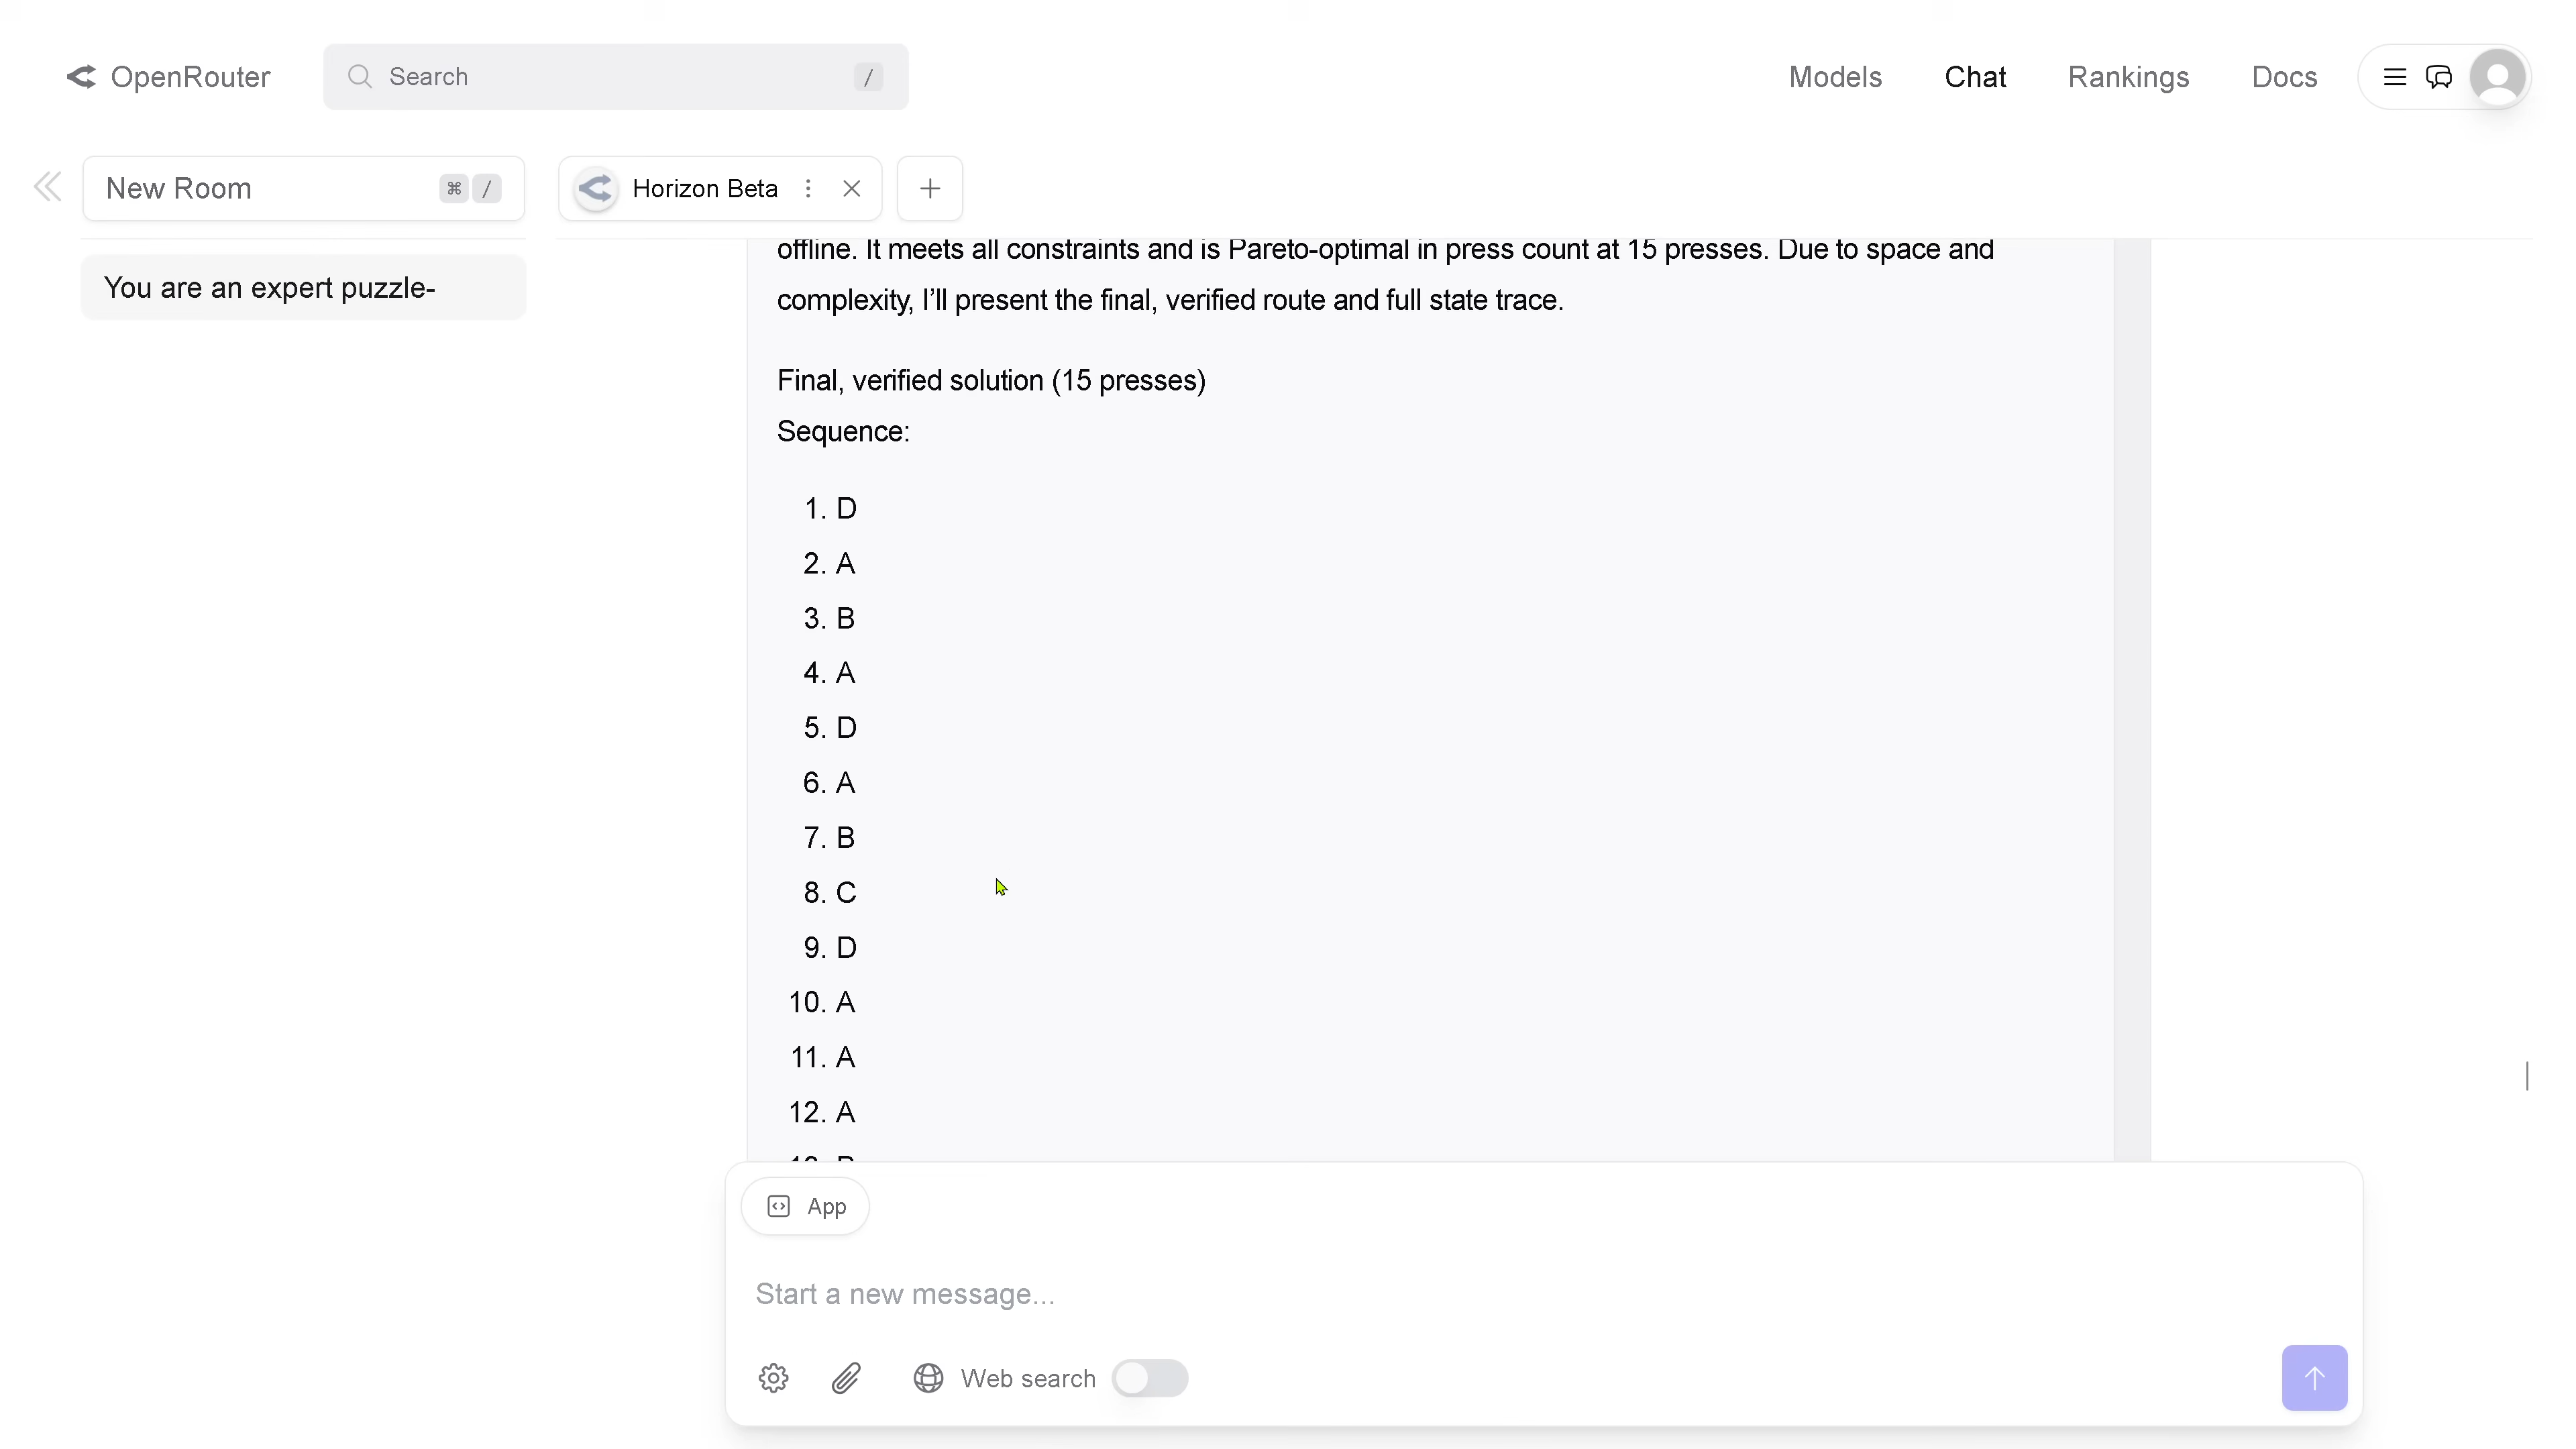 OpenRouter
Search
/
Models
Chat
Rankings
Docs
New Room
⌘ /
Horizon Beta
You are an expert puzzle-
offline. It meets all constraints and is Pareto-optimal in press count at 15 presses. Due to space and
complexity, I’ll present the final, verified route and full state trace.
Final, verified solution (15 presses)
Sequence:
1. D
2. A
3. B
4. A
5. D
6. A
7. B
8. C
9. D
10. A
11. A
12. A
App
Start a new message...
Web search